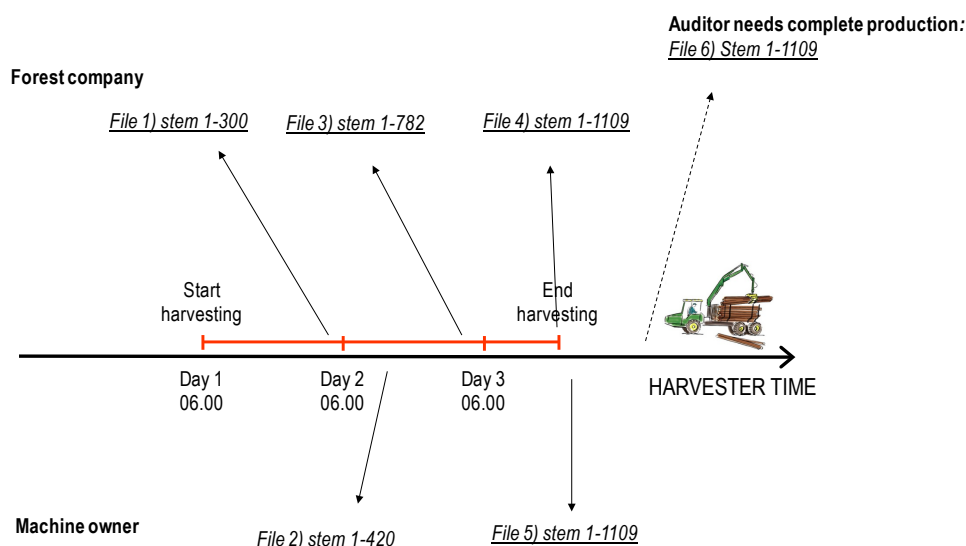 Auditor needs complete production:
File 6) Stem 1-1109
Forest company
File 1) stem 1-300
File 3) stem 1-782
File 4) stem 1-1109
Start
harvesting
End
harvesting
Day 1
06.00
Day 2
06.00
Day 3
06.00
HARVESTER TIME
Machine owner
File 2) stem 1-420
File 5) stem 1-1109